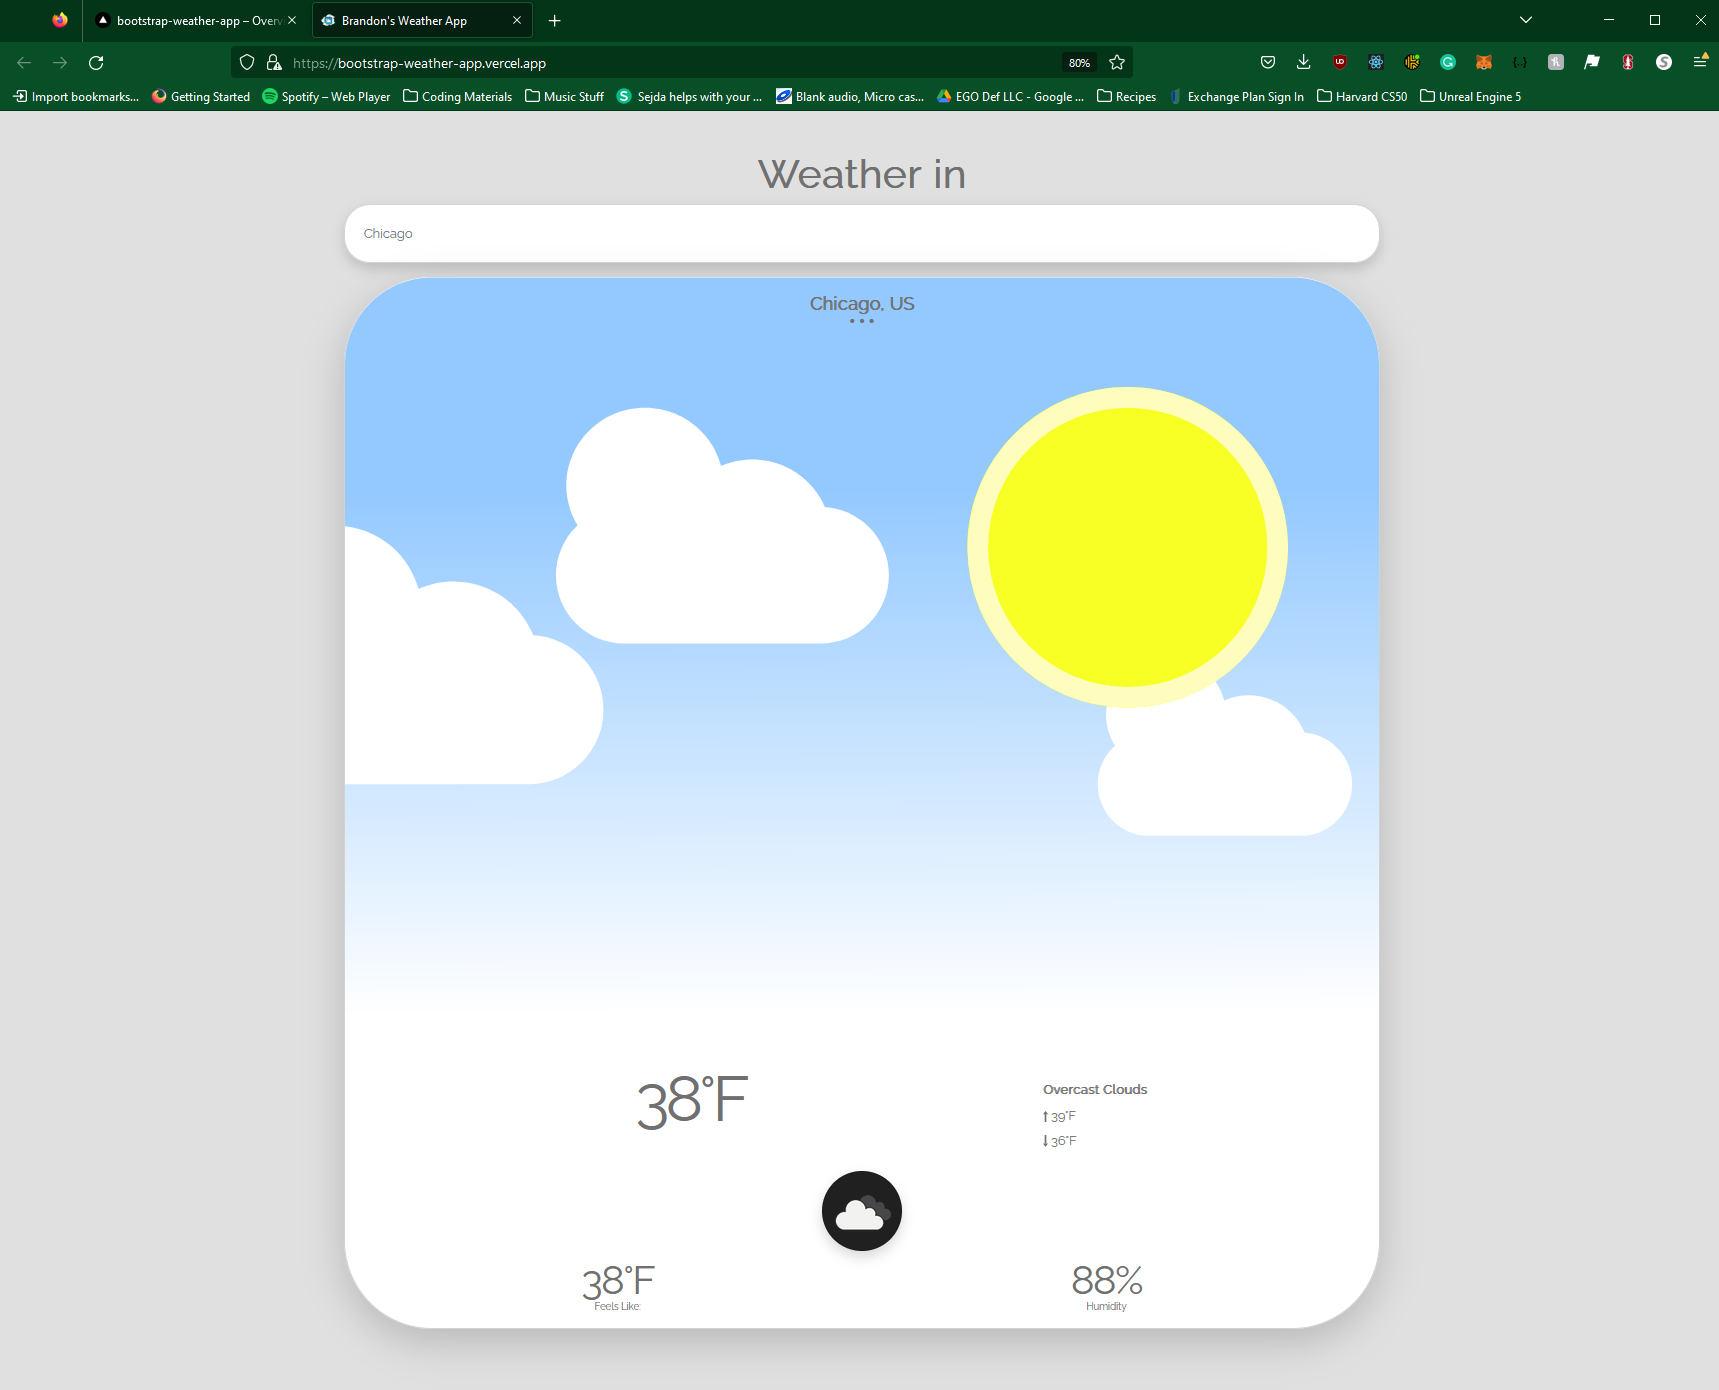 bootstrap-weather-app – Overv
Brandon's Weather App
https://bootstrap-weather-app.vercel.app
80%
Import bookmarks...
Getting Started
Spotify – Web Player
Coding Materials
Music Stuff
Sejda helps with your ...
Blank audio, Micro cas...
EGO Def LLC - Google ...
Recipes
Exchange Plan Sign In
Harvard CS50
Unreal Engine 5
Weather in
Chicago
Chicago, US
38°F
Overcast Clouds
39°F
36°F
38°F
Feels Like:
88%
Humidity